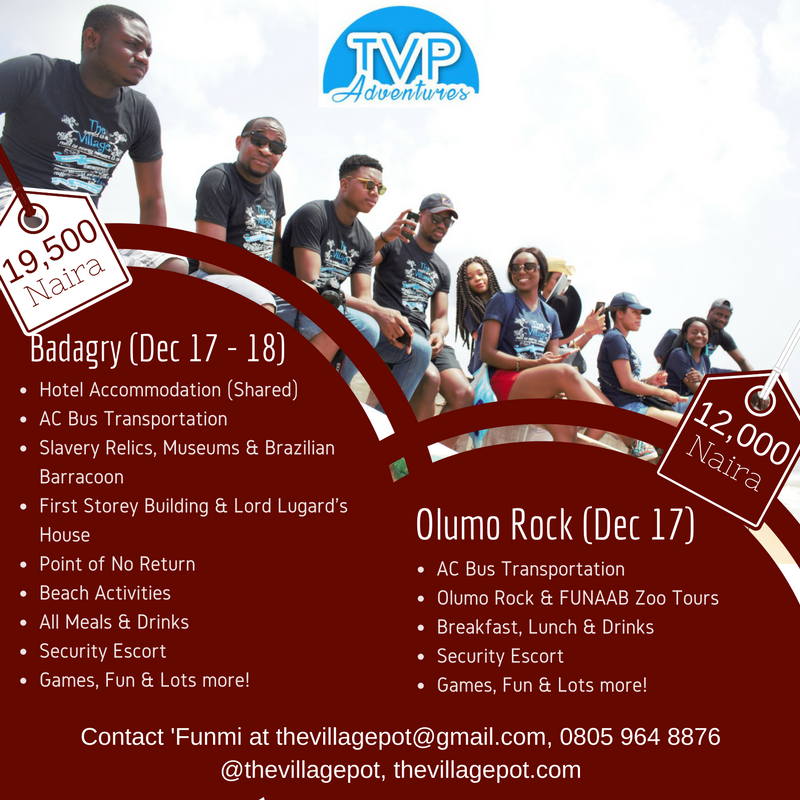 TVP
Adventures
19,500
Naira
Badagry (Dec 17 - 18)
• Hotel Accommodation (Shared)
• AC Bus Transportation
• Slavery Relics, Museums & Brazilian
Barracoon
• First Storey Building & Lord Lugard's
House
• Point of No Return
• Beach Activities
• All Meals & Drinks
• Security Escort
• Games, Fun & Lots more!
12,000
Naira
Olumo Rock (Dec 17)
• AC Bus Transportation
• Olumo Rock & FUNAAB Zoo Tours
• Breakfast, Lunch & Drinks
• Security Escort
• Games, Fun & Lots more!
Contact 'Funmi at thevillagepot@gmail.com, 0805 964 8876
@thevillagepot, thevillagepot.com
The
Village